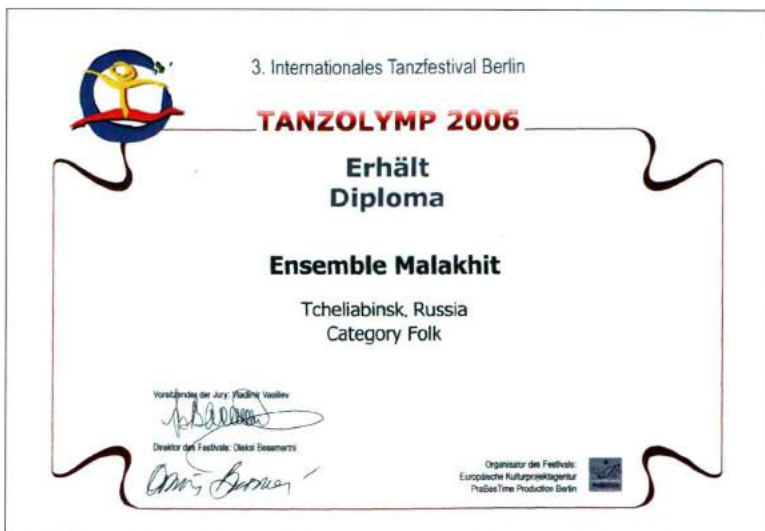 3. Internationales Tanzfestival Berlin
TANZOLYMP 2006
Erhält
Diploma
Ensemble Malakhit
Tcheliabinsk, Russia
Category Folk
Vorsitzender der Jury: Vladimir Vasiliev
Direktor des Festivals: Oleksi Bessmertni
Organisator des Festivals:
Europäische Kulturprojektagentur
PraBesTime Production Berlin